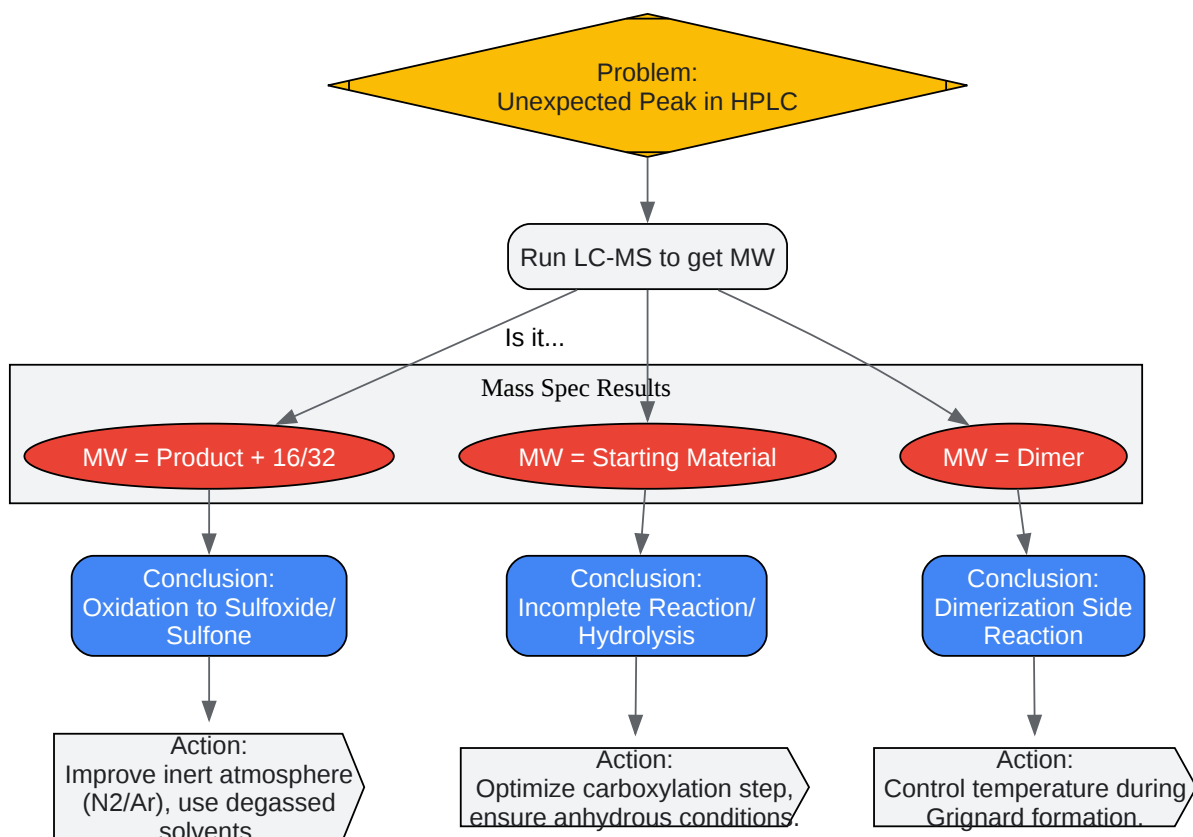 Problem:
Unexpected Peak in HPLC
Run LC-MS to get MW
Is it...
Mass Spec Results
MW = Product + 16/32
MW = Starting Material
MW = Dimer
Conclusion:
Oxidation to Sulfoxide/
Sulfone
Conclusion:
Incomplete Reaction/
Hydrolysis
Conclusion:
Dimerization Side
Reaction
Action:
Improve inert atmosphere
(N2/Ar), use degassed
solvents
Action:
Optimize carboxylation step,
ensure anhydrous conditions.
Action:
Control temperature during
Grignard formation.